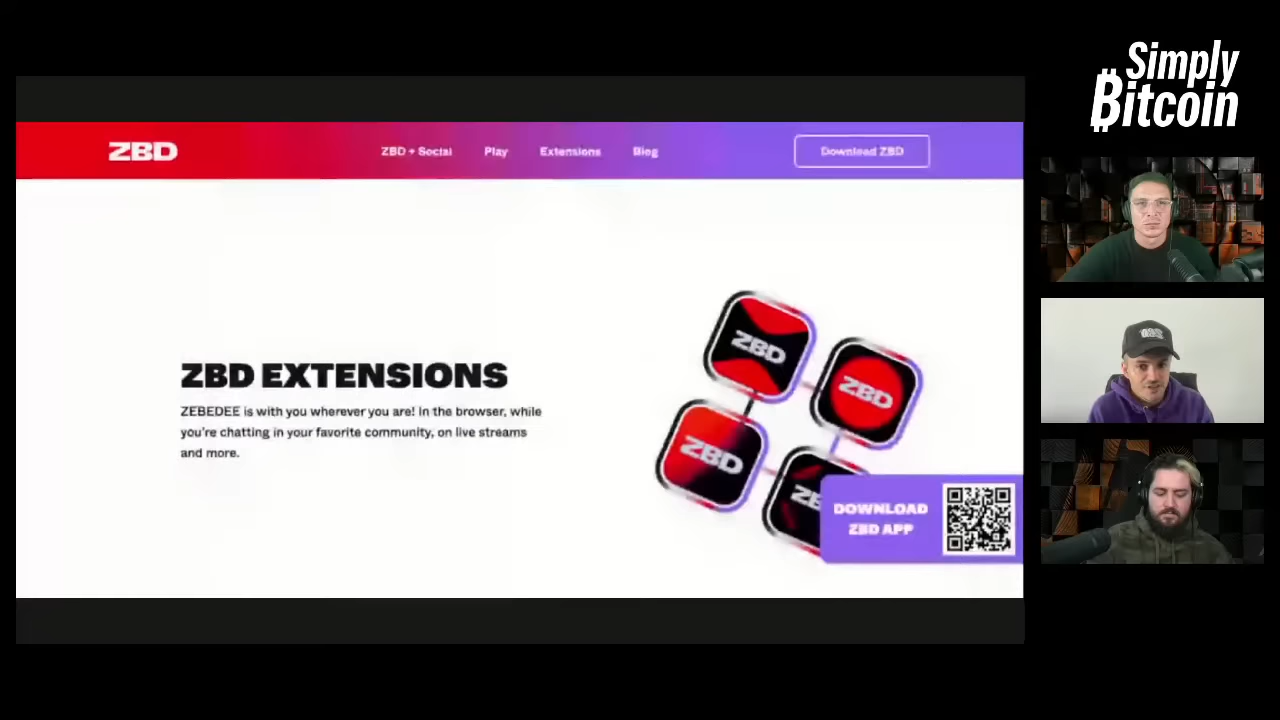 Simply
Bitcoin
ZBD
ZBD + Social
Play
Extensions
Blog
Download ZBD
ZBD EXTENSIONS
ZEBEDEE is with you wherever you are! In the browser, while
you're chatting in your favorite community, on live streams
and more.
ZBD
ZBD
ZBD
DOWNLOAD
ZBD APP